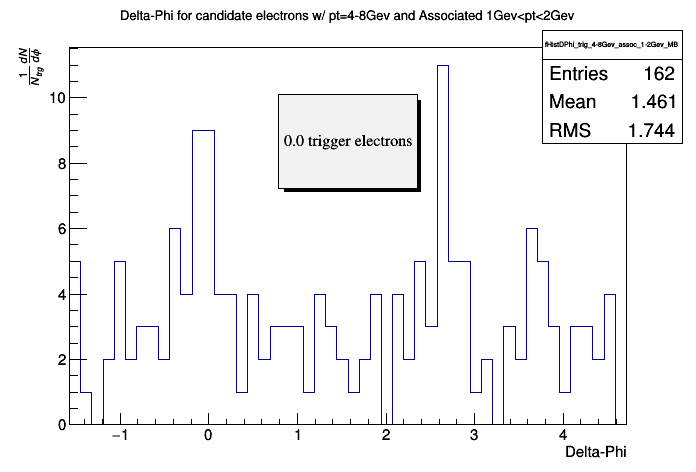 Delta-Phi for candidate electrons w/ pt=4-8Gev and Associated 1Gev<pt<2Gev
fHistDPhi_trig_4-8Gev_assoc_1-2Gev_MB
Entries 162
Mean 1.461
RMS 1.744
1 dN
N_trg dϕ
0.0 trigger electrons
10
8
6
4
2
0
−1 0 1 2 3 4
Delta-Phi